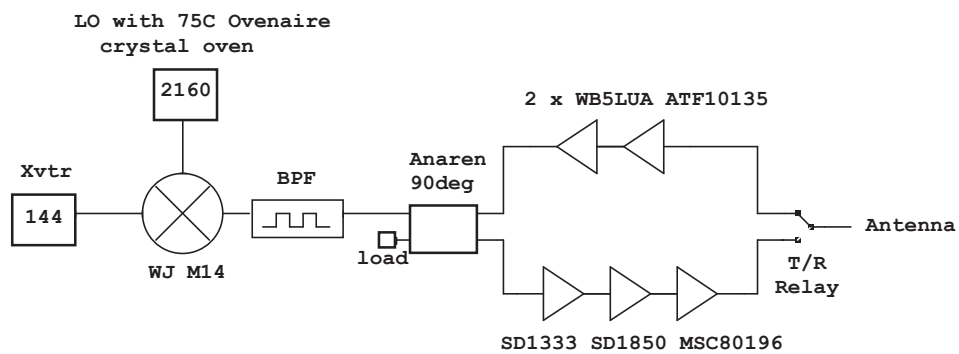 LO with 75C Ovenaire
crystal oven
2160
2 x WB5LUA ATF10135
Xvtr
144
BPF
Anaren
90deg
Antenna
load
WJ M14
T/R
Relay
SD1333 SD1850 MSC80196